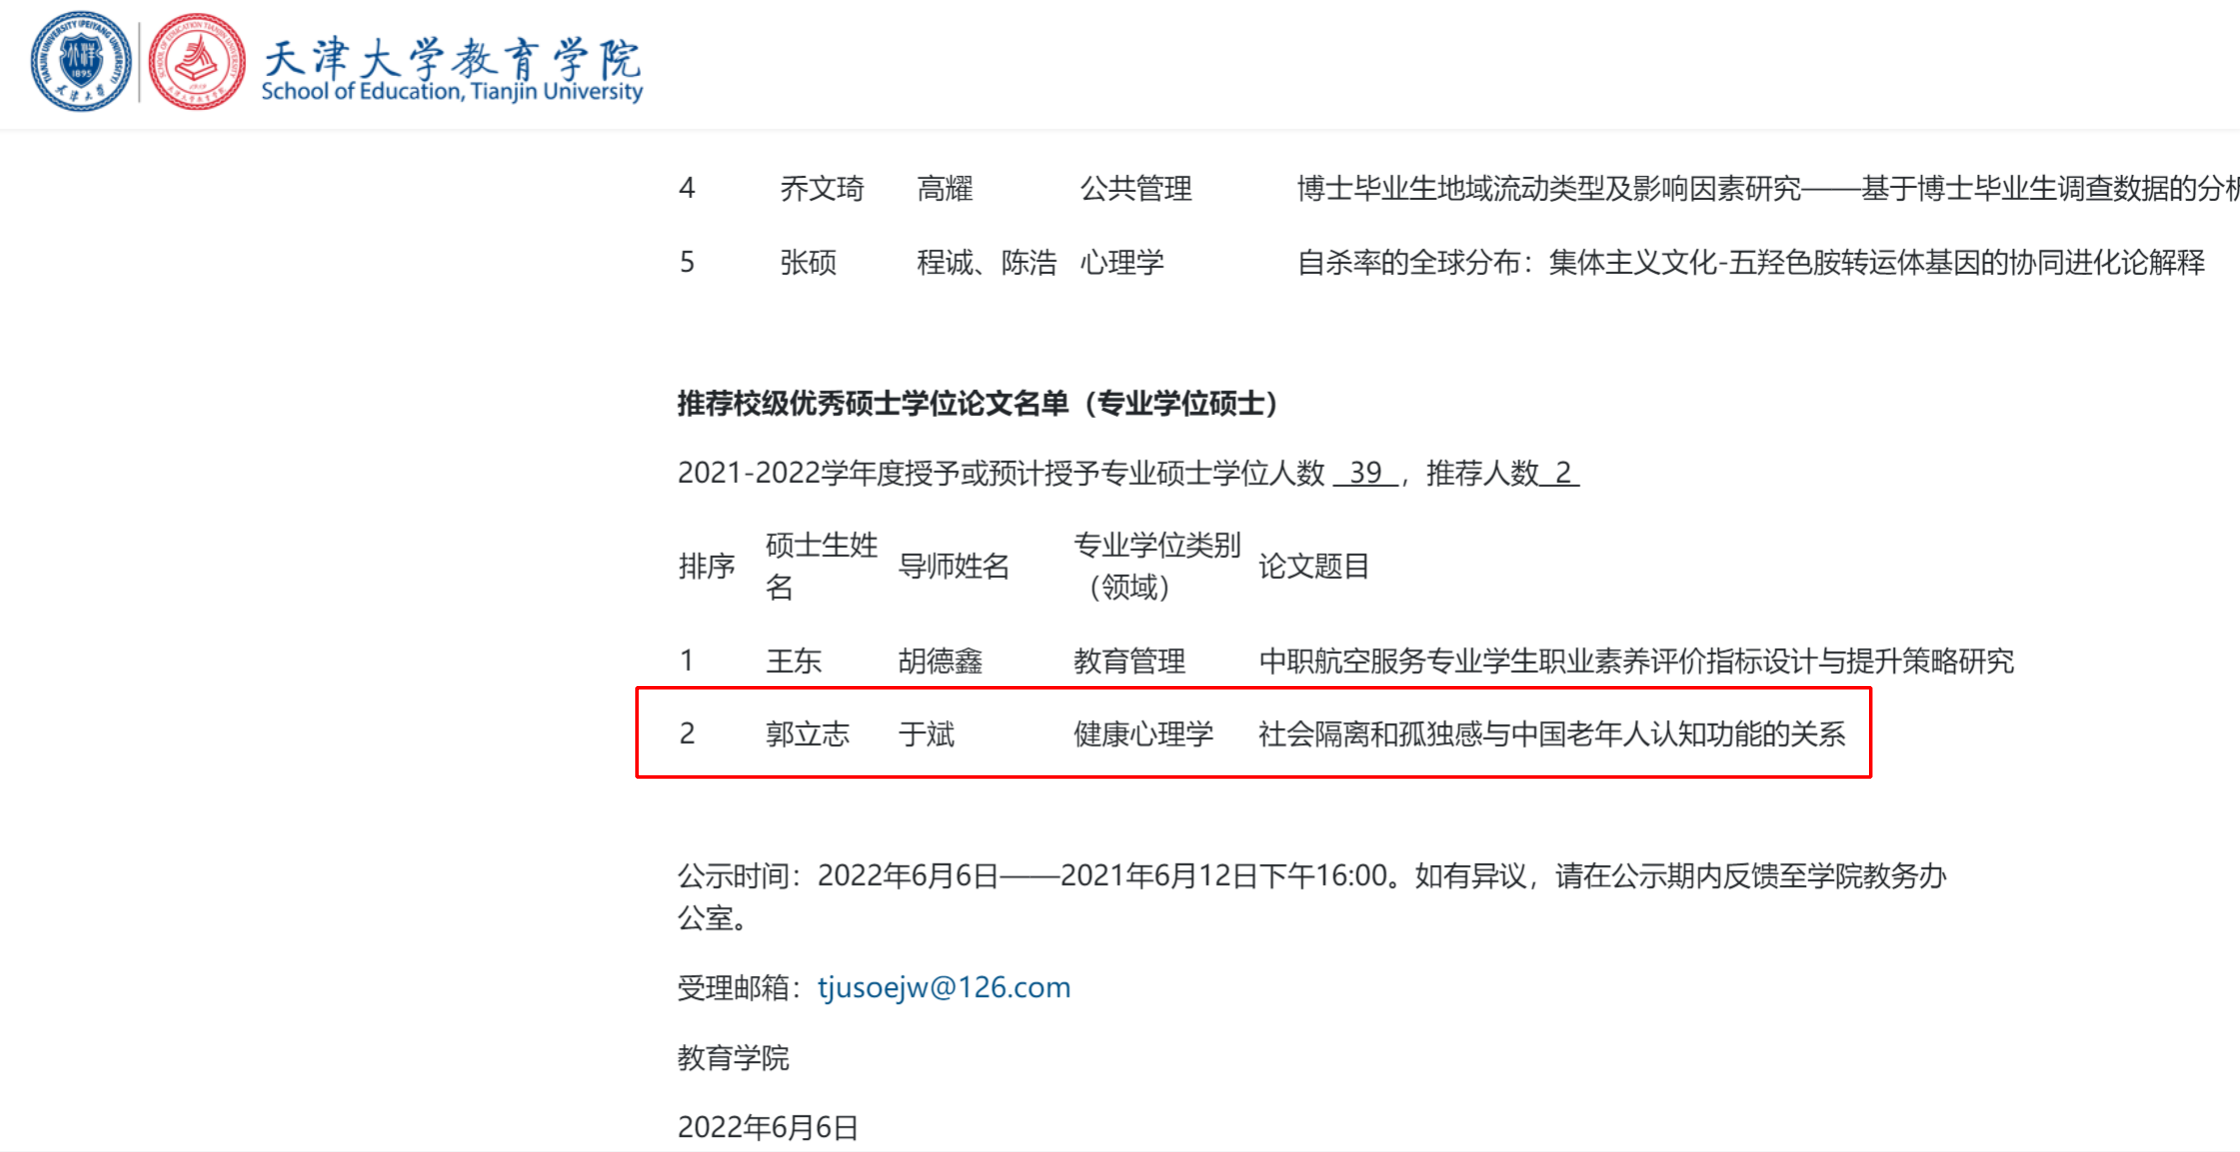 天津大学教育学院
School of Education, Tianjin University
TIANJIN UNIVERSITY (PEIYANG UNIVERSITY)
北洋
1895
天津大学
4 乔文琦 高耀 公共管理 博士毕业生地域流动类型及影响因素研究——基于博士毕业生调查数据的分析
5 张硕 程诚、陈浩 心理学 自杀率的全球分布：集体主义文化-五羟色胺转运体基因的协同进化论解释
推荐校级优秀硕士学位论文名单（专业学位硕士）
2021-2022学年度授予或预计授予专业硕士学位人数 39 ，推荐人数 2
排序 硕士生姓名 导师姓名 专业学位类别（领域） 论文题目
1 王东 胡德鑫 教育管理 中职航空服务专业学生职业素养评价指标设计与提升策略研究
2 郭立志 于斌 健康心理学 社会隔离和孤独感与中国老年人认知功能的关系
公示时间：2022年6月6日——2021年6月12日下午16:00。如有异议，请在公示期内反馈至学院教务办
公室。
受理邮箱：tjusoejw@126.com
教育学院
2022年6月6日